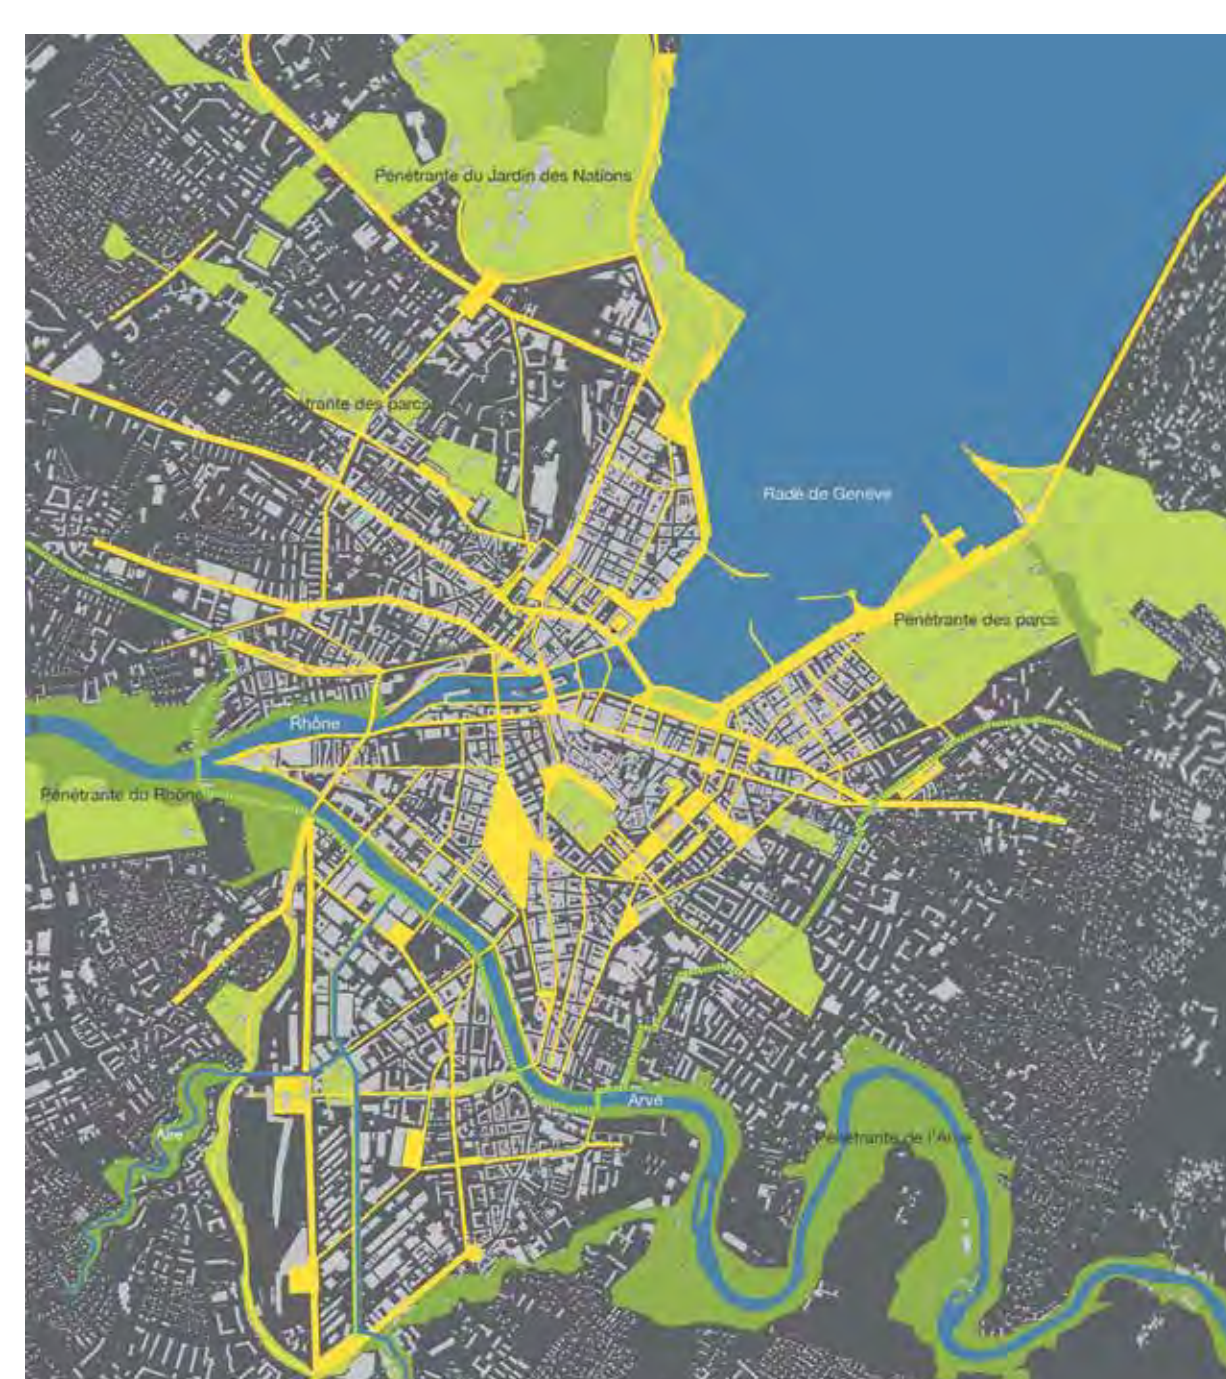 Pénétrante du Jardin des Nations
étrante des parcs
Rade de Genève
Pénétrante des parcs
Rhône
Pénétrante du Rhône
Arve
Aire
Pénétrante de l'Arve